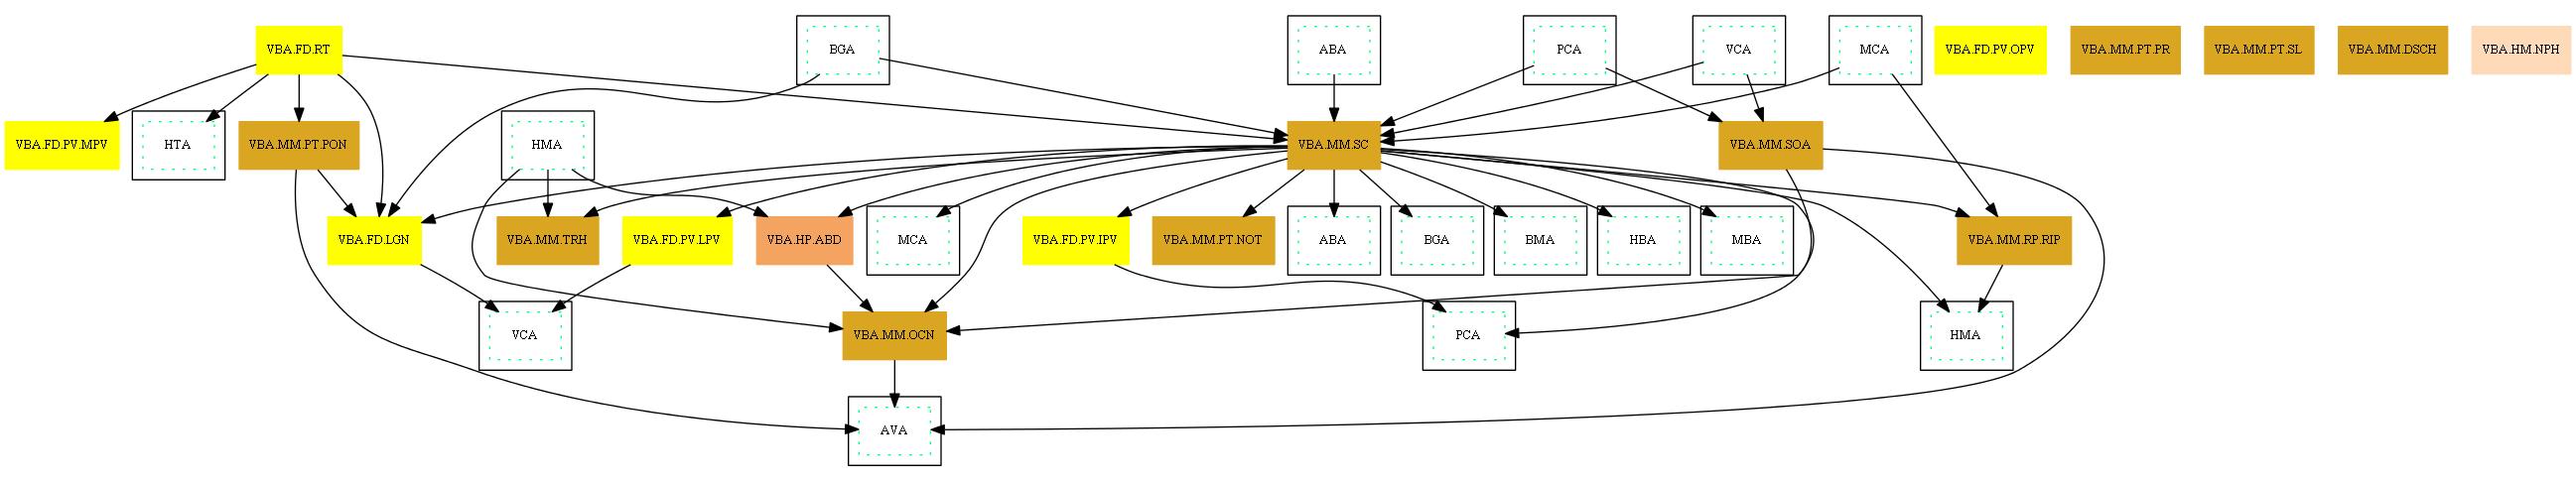 VBA.FD.RT
BGA
ABA
PCA
VCA
MCA
VBA.FD.PV.OPV
VBA.MM.PT.PR
VBA.MM.PT.SL
VBA.MM.DSCH
VBA.HM.NPH
VBA.FD.PV.MPV
HTA
VBA.MM.PT.PON
HMA
VBA.MM.SC
VBA.MM.SOA
VBA.FD.LGN
VBA.MM.TRH
VBA.FD.PV.LPV
VBA.HP.ABD
MCA
VBA.FD.PV.IPV
VBA.MM.PT.NOT
ABA
BGA
BMA
HBA
MBA
VBA.MM.RP.RIP
VCA
VBA.MM.OCN
PCA
HMA
AVA